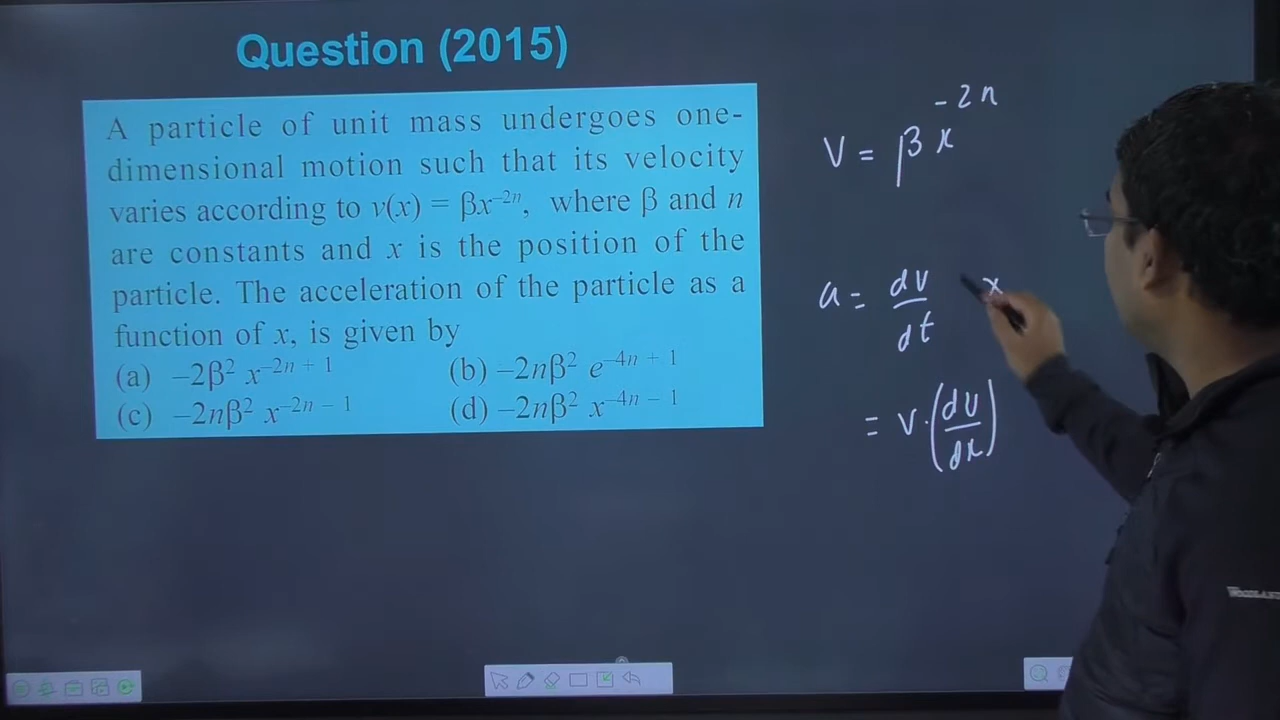 Question (2015)
A particle of unit mass undergoes one-
dimensional motion such that its velocity
varies according to v(x) = βx⁻²ⁿ, where β and n
are constants and x is the position of the
particle. The acceleration of the particle as a
function of x, is given by
(a) –2β² x⁻²ⁿ⁺¹ (b) –2nβ² e⁻⁴ⁿ⁺¹
(c) –2nβ² x⁻²ⁿ⁻¹ (d) –2nβ² x⁻⁴ⁿ⁻¹
v = βx⁻²ⁿ
a = dv/dt x
= v·(dv/dx)
WOODLAND